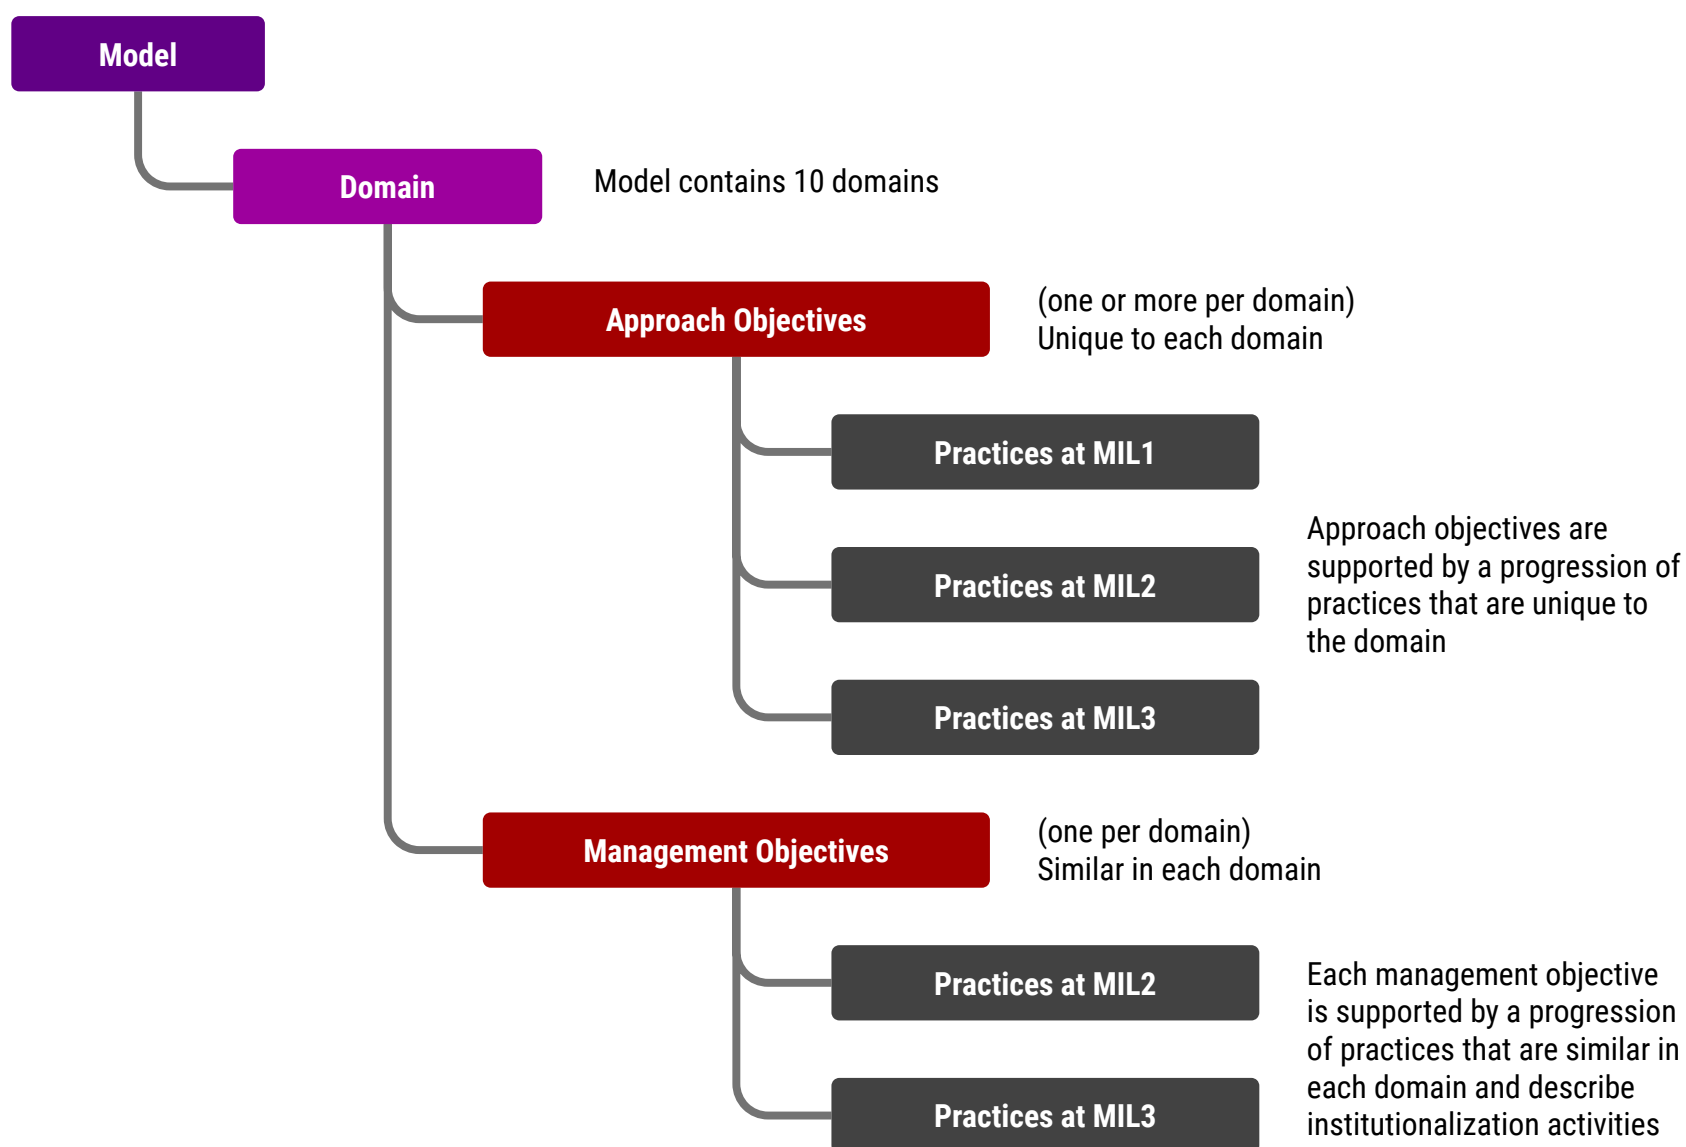 Model
Domain
Model contains 10 domains
Approach Objectives
(one or more per domain)
Unique to each domain
Practices at MIL1
Practices at MIL2
Approach objectives are
supported by a progression of
practices that are unique to
the domain
Practices at MIL3
Management Objectives
(one per domain)
Similar in each domain
Practices at MIL2
Each management objective
is supported by a progression
of practices that are similar in
each domain and describe
institutionalization activities
Practices at MIL3